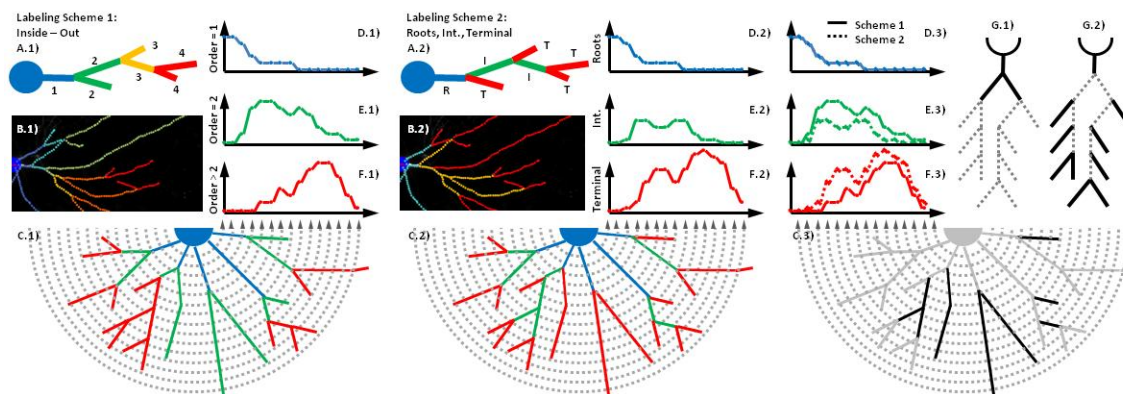 Labeling Scheme 1:
Inside – Out
A.1)
1
2
2
3
3
4
4
B.1)
C.1)
Order = 1
D.1)
Order = 2
E.1)
Order > 2
F.1)
Labeling Scheme 2:
Roots, Int., Terminal
A.2)
R
I
I
T
T
T
T
B.2)
C.2)
Roots
D.2)
Int.
E.2)
Terminal
F.2)
Scheme 1
Scheme 2
D.3)
E.3)
F.3)
C.3)
G.1)
G.2)